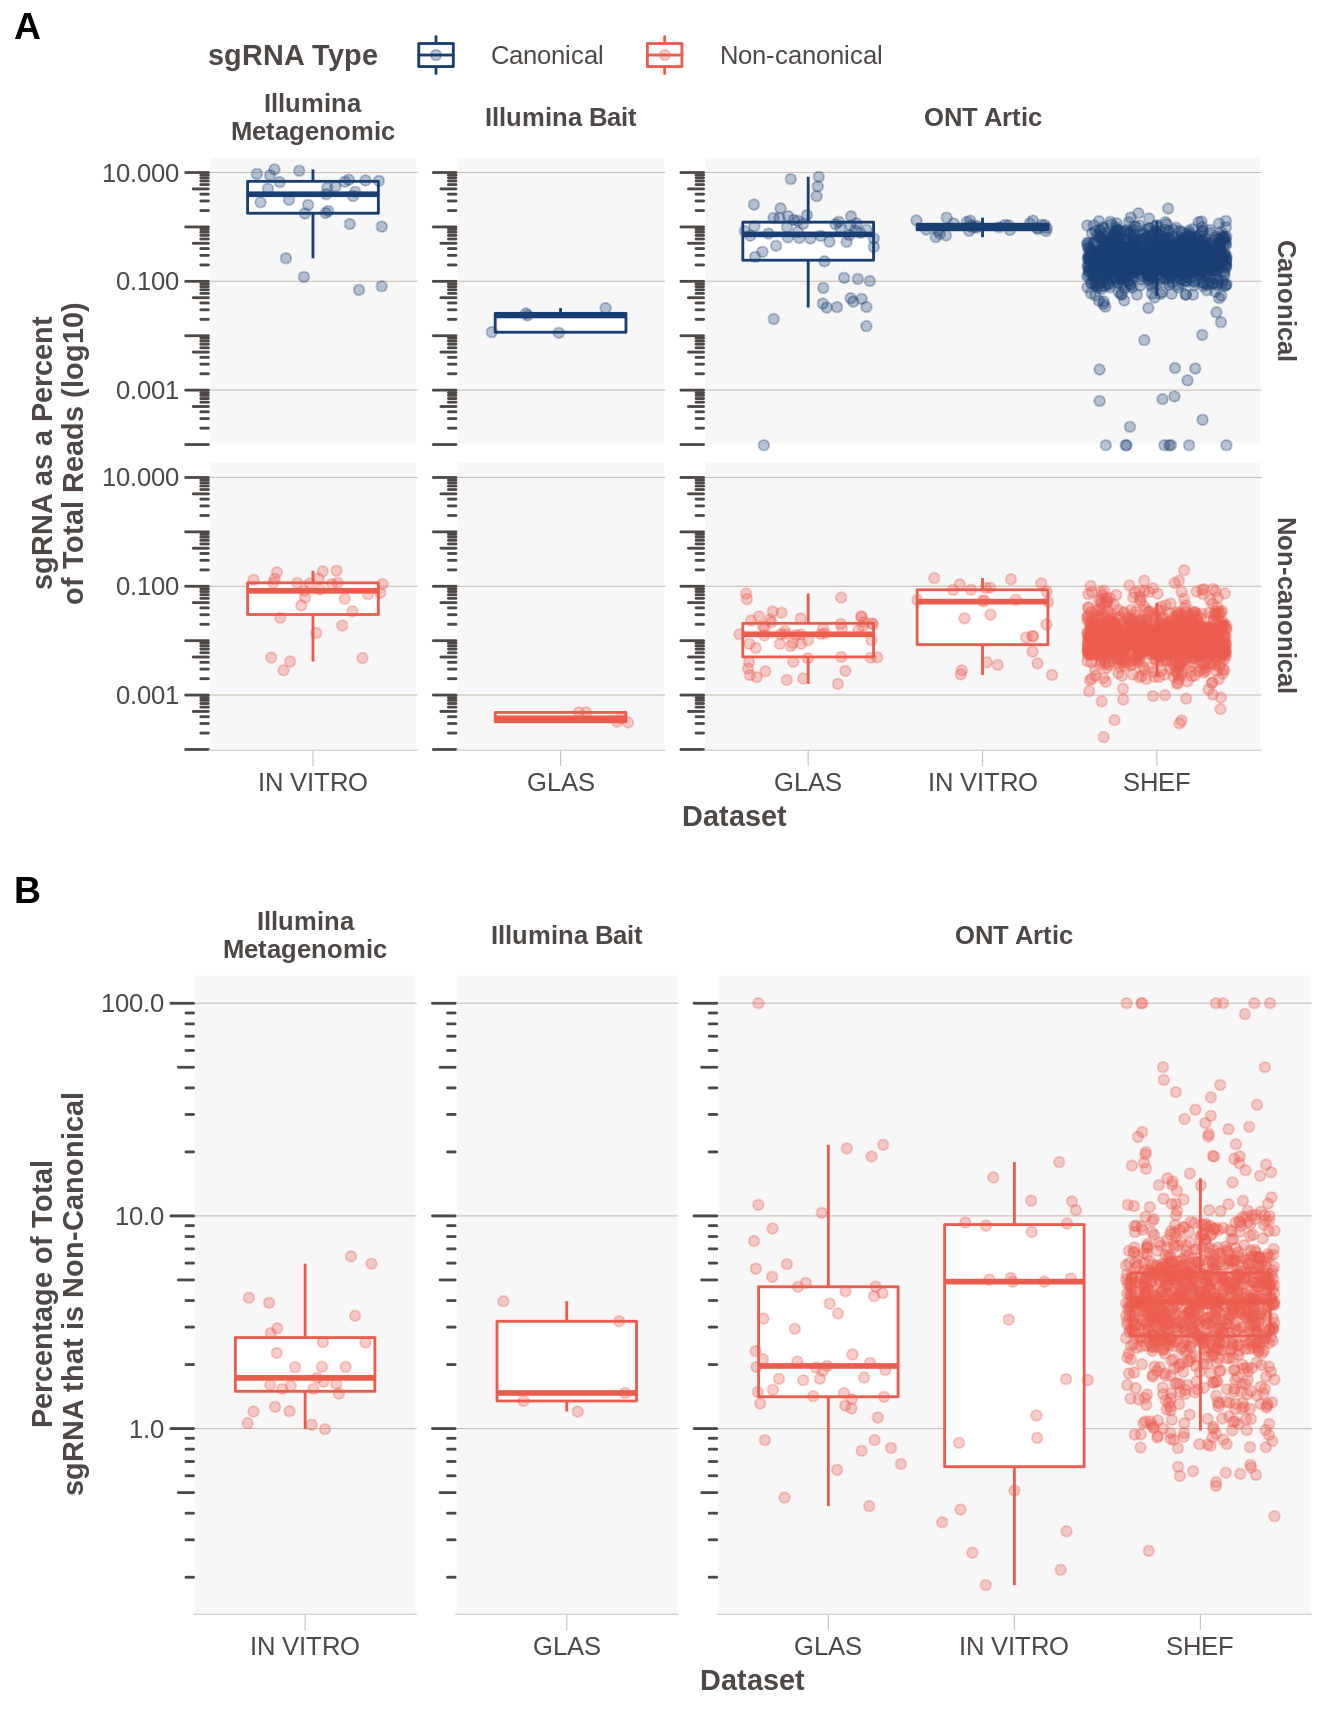 A
sgRNA Type
Canonical
Non-canonical
Illumina
Metagenomic
Illumina Bait
ONT Artic
10.000
0.100
0.001
Canonical
10.000
0.100
0.001
Non-canonical
sgRNA as a Percent
of Total Reads (log10)
IN VITRO
GLAS
GLAS
IN VITRO
SHEF
Dataset
B
Illumina
Metagenomic
Illumina Bait
ONT Artic
100.0
10.0
1.0
Percentage of Total
sgRNA that is Non-Canonical
IN VITRO
GLAS
GLAS
IN VITRO
SHEF
Dataset